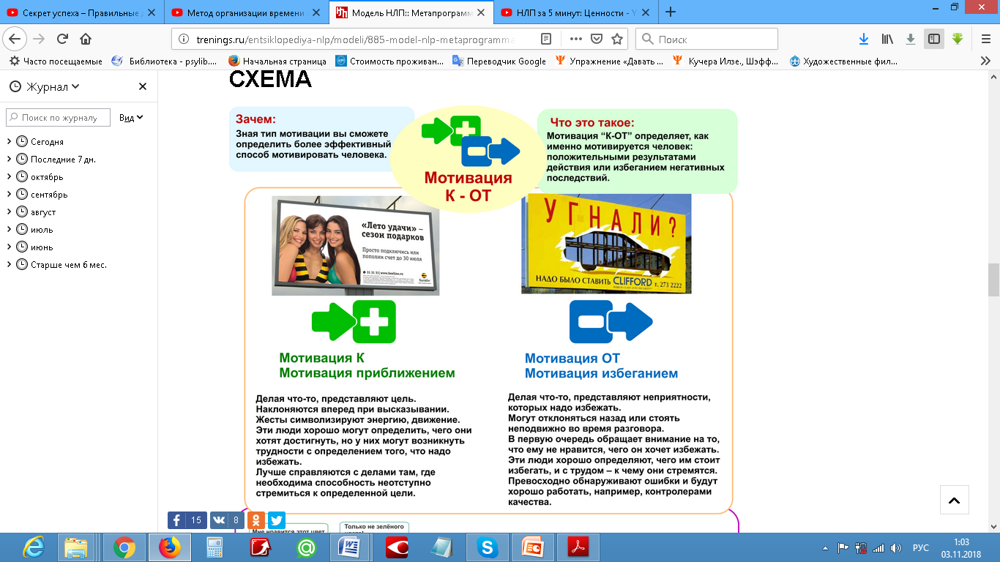 Секрет успеха – Правильные
Метод организации времени
Модель НЛП:: Метапрограмм
НЛП за 5 минут: Ценности - Y
trenings.ru/entsiklopediya-nlp/modeli/885-model-nlp-metaprogramma
Поиск
Часто посещаемые
Библиотека - psylib....
Начальная страница
Стоимость прожиман...
Переводчик Google
Упражнение «Давать ...
Кучера Илзе., Шэфф...
Художественные фил...
Журнал
Поиск по журналу
Вид
Сегодня
Последние 7 дн.
октябрь
сентябрь
август
июль
июнь
Старше чем 6 мес.
СХЕМА
Зачем:
Зная тип мотивации вы сможете
определить более эффективный
способ мотивировать человека.
Мотивация
К - ОТ
Что это такое:
Мотивация “К-ОТ” определяет, как
именно мотивируется человек:
положительными результатами
действия или избеганием негативных
последствий.
«Лето удачи» –
сезон подарков
Просто подключись или
пополни счет до 30 июля
УГНАЛИ?
НАДО БЫЛО СТАВИТЬ CLIFFORD т. 273 2222
Мотивация К
Мотивация приближением
Делая что-то, представляют цель.
Наклоняются вперед при высказывании.
Жесты символизируют энергию, движение.
Эти люди хорошо могут определить, чего они
хотят достигнуть, но у них могут возникнуть
трудности с определением того, что надо
избежать.
Лучше справляются с делами там, где
необходима способность неотступно
стремиться к определенной цели.
Мотивация ОТ
Мотивация избеганием
Делая что-то, представляют неприятности,
которых надо избежать.
Могут отклоняться назад или стоять
неподвижно во время разговора.
В первую очередь обращает внимание на то,
что ему не нравится, чего он хочет избежать.
Эти люди хорошо определяют, чего им стоит
избегать, и с трудом – к чему они стремятся.
Превосходно обнаруживают ошибки и будут
хорошо работать, например, контролерами
качества.
15
8
Мне нравится этот цвет
Только не зелёного
РУС
1:03
03.11.2018